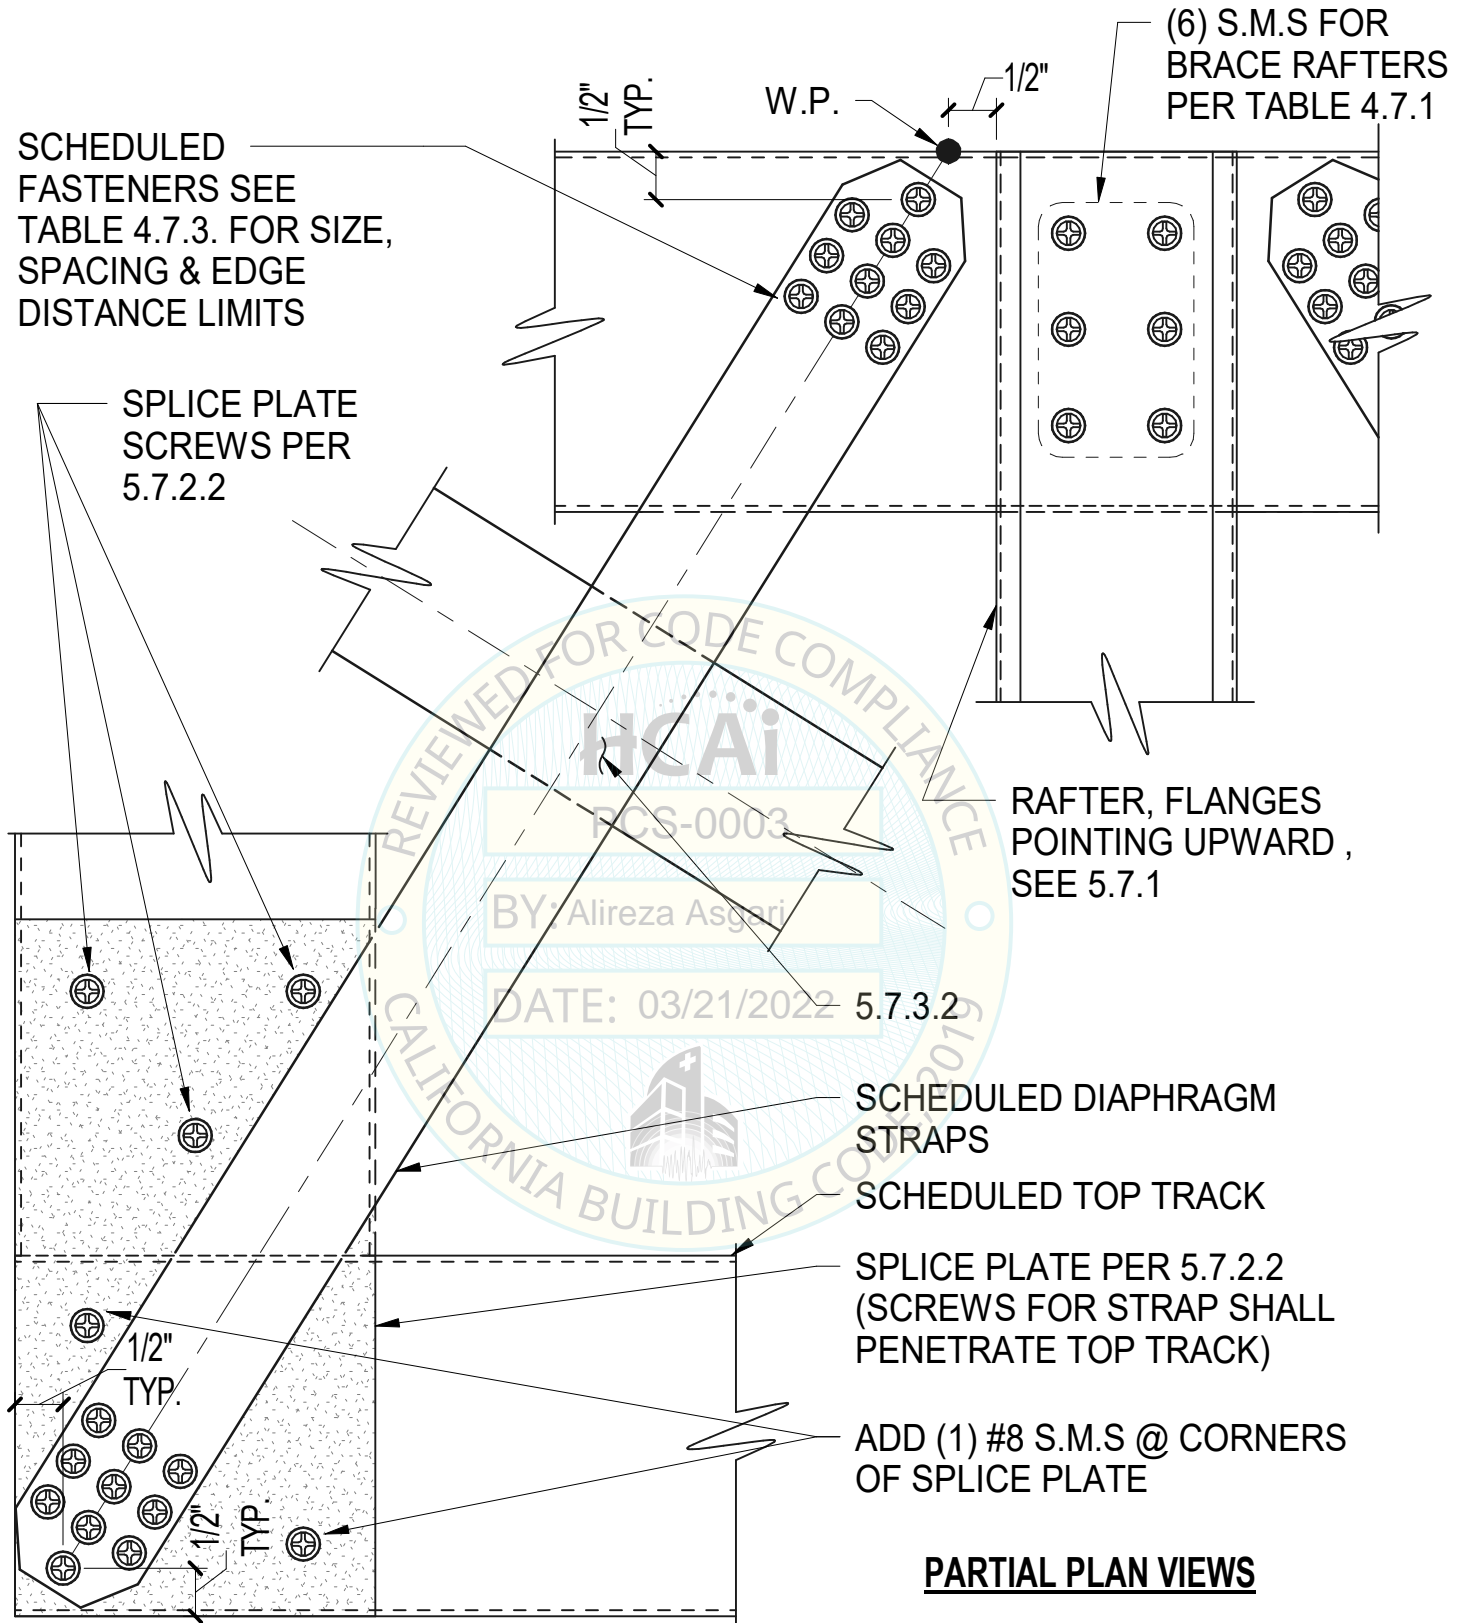 (6) S.M.S FOR
BRACE RAFTERS
PER TABLE 4.7.1
1/2"
W.P.
1/2"
TYP.
SCHEDULED
FASTENERS SEE
TABLE 4.7.3. FOR SIZE,
SPACING & EDGE
DISTANCE LIMITS
SPLICE PLATE
SCREWS PER
5.7.2.2
RAFTER, FLANGES
POINTING UPWARD ,
SEE 5.7.1
REVIEWED FOR CODE COMPLIANCE
HCAi
PCS-0003
BY: Alireza Asgari
DATE: 03/21/2022
CALIFORNIA BUILDING CODE 2019
5.7.3.2
SCHEDULED DIAPHRAGM
STRAPS
SCHEDULED TOP TRACK
SPLICE PLATE PER 5.7.2.2
(SCREWS FOR STRAP SHALL
PENETRATE TOP TRACK)
1/2"
TYP.
ADD (1) #8 S.M.S @ CORNERS
OF SPLICE PLATE
1/2"
TYP.
PARTIAL PLAN VIEWS